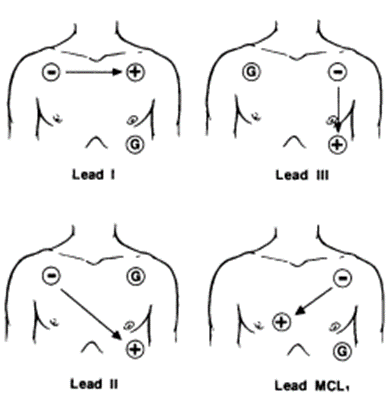 − + G
Lead I
G − +
Lead III
− G +
Lead II
− + G
Lead MCL₁